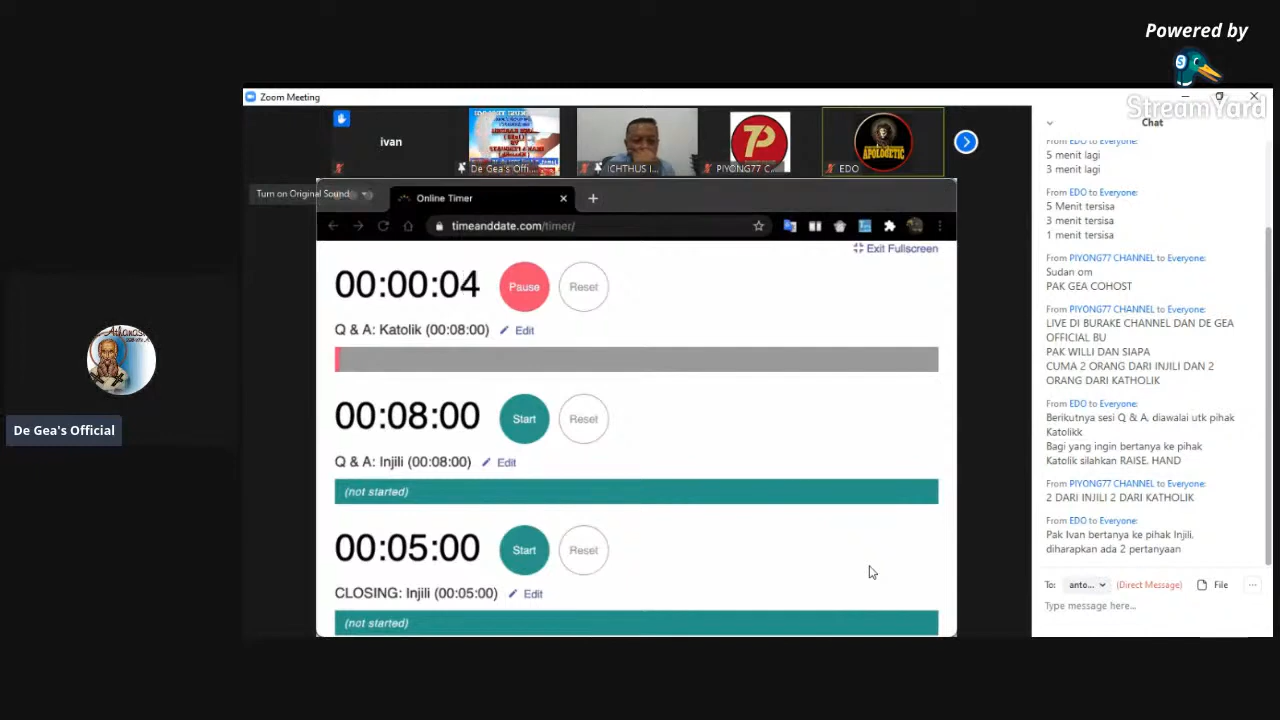 Powered by
StreamYard
Zoom Meeting
ivan
De Gea's Offi...
ICHTHUS I...
PIYONG77 C...
EDO
APOLOGETIC
Turn on Original Sound
Online Timer
timeanddate.com/timer/
Exit Fullscreen
00:00:04
Pause
Reset
Q & A: Katolik (00:08:00)
Edit
00:08:00
Start
Reset
Q & A: Injili (00:08:00)
Edit
(not started)
00:05:00
Start
Reset
CLOSING: Injili (00:05:00)
Edit
(not started)
De Gea's Official
Chat
From EDO to Everyone:
5 menit lagi
3 menit lagi
From EDO to Everyone:
5 Menit tersisa
3 menit tersisa
1 menit tersisa
From PIYONG77 CHANNEL to Everyone:
Sudan om
PAK GEA COHOST
From PIYONG77 CHANNEL to Everyone:
LIVE DI BURAKE CHANNEL DAN DE GEA
OFFICIAL BU
PAK WILLI DAN SIAPA
CUMA 2 ORANG DARI INJILI DAN 2
ORANG DARI KATHOLIK
From EDO to Everyone:
Berikutnya sesi Q & A, diawalai utk pihak
Katolikk
Bagi yang ingin bertanya ke pihak
Katolik silahkan RAISE. HAND
From PIYONG77 CHANNEL to Everyone:
2 DARI INJILI 2 DARI KATHOLIK
From EDO to Everyone:
Pak Ivan bertanya ke pihak Injili.
diharapkan ada 2 pertanyaan
To: anto... (Direct Message) File ...
Type message here...